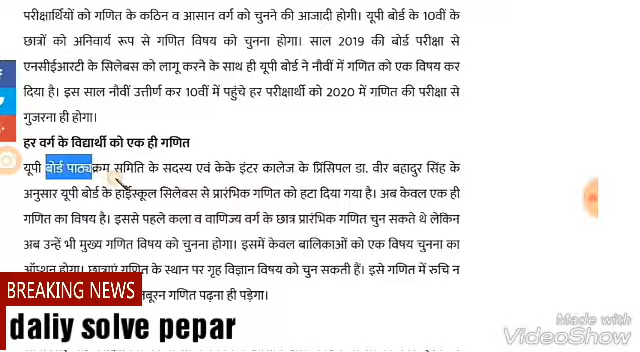 परीक्षार्थियों को गणित के कठिन व आसान वर्ग को चुनने की आजादी होगी। यूपी बोर्ड के 10वीं के
छात्रों को अनिवार्य रूप से गणित विषय को चुनना होगा। साल 2019 की बोर्ड परीक्षा से
एनसीईआरटी के सिलेबस को लागू करने के साथ ही यूपी बोर्ड ने नौवीं में गणित को एक विषय कर
दिया है। इस साल नौवीं उत्तीर्ण कर 10वीं में पहुंचे हर परीक्षार्थी को 2020 में गणित की परीक्षा से
गुजरना ही होगा।
हर वर्ग के विद्यार्थी को एक ही गणित
यूपी बोर्ड पाठ्यक्रम समिति के सदस्य एवं केके इंटर कालेज के प्रिंसिपल डा. वीर बहादुर सिंह के
अनुसार यूपी बोर्ड के हाईस्कूल सिलेबस से प्रारंभिक गणित को हटा दिया गया है। अब केवल एक ही
गणित का विषय है। इससे पहले कला व वाणिज्य वर्ग के छात्र प्रारंभिक गणित चुन सकते थे लेकिन
अब उन्हें भी मुख्य गणित विषय को चुनना होगा। इसमें केवल बालिकाओं को एक विषय चुनना का
ऑप्शन होगा। छात्राएं गणित के स्थान पर गृह विज्ञान विषय को चुन सकती हैं। इसे गणित में रुचि न
गणित पढ़ना ही पड़ेगा।
BREAKING NEWS
daliy solve pepar
Made with
VideoShow